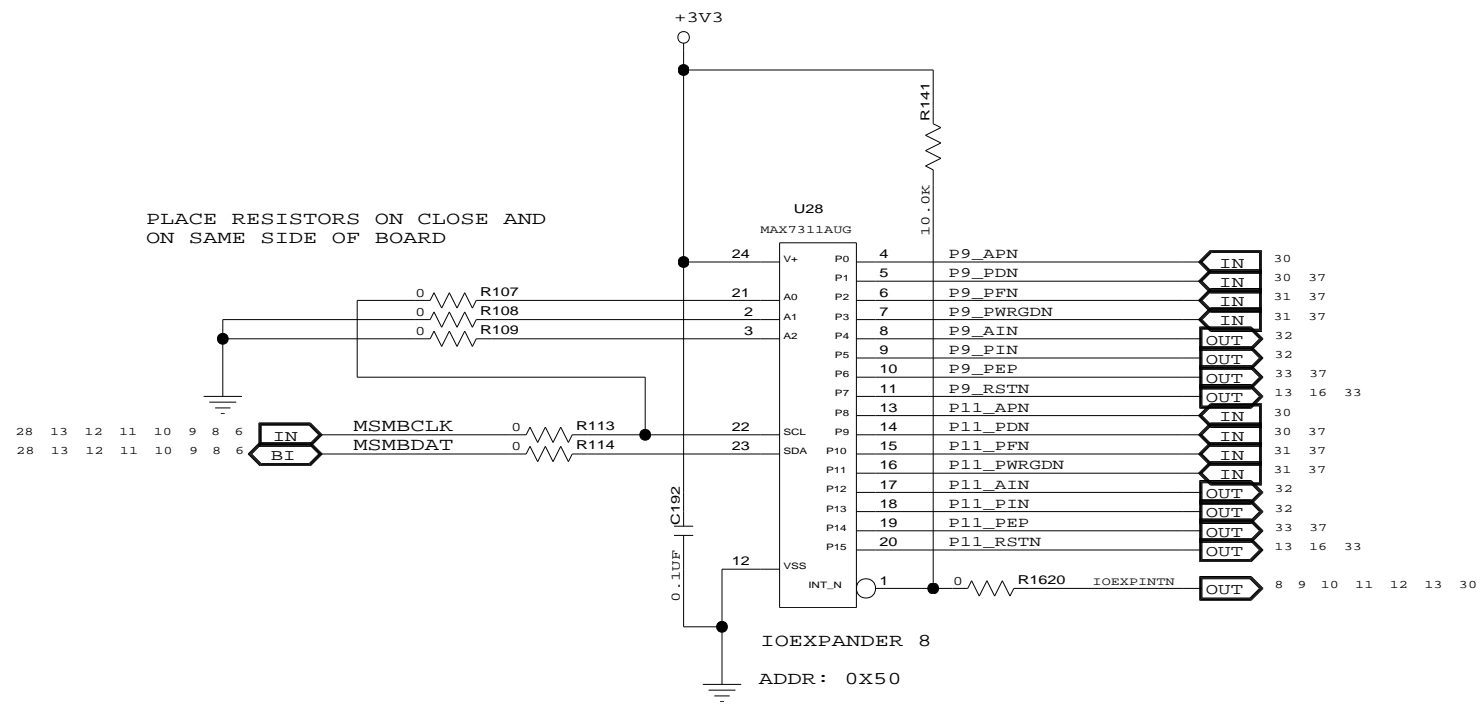 +3V3
R141
10.0K
PLACE RESISTORS ON CLOSE AND
ON SAME SIDE OF BOARD
U28
MAX7311AUG
24 V+ P0 4 P9_APN IN 30
P1 5 P9_PDN IN 30 37
0 R107 21 A0 P2 6 P9_PFN IN 31 37
0 R108 2 A1 P3 7 P9_PWRGDN IN 31 37
0 R109 3 A2 P4 8 P9_AIN OUT 32
P5 9 P9_PIN OUT 32
P6 10 P9_PEP OUT 33 37
P7 11 P9_RSTN OUT 13 16 33
P8 13 P11_APN IN 30
28 13 12 11 10 9 8 6 IN MSMBCLK 0 R113 22 SCL P9 14 P11_PDN IN 30 37
28 13 12 11 10 9 8 6 BI MSMBDAT 0 R114 23 SDA P10 15 P11_PFN IN 31 37
P11 16 P11_PWRGDN IN 31 37
P12 17 P11_AIN OUT 32
P13 18 P11_PIN OUT 32
P14 19 P11_PEP OUT 33 37
P15 20 P11_RSTN OUT 13 16 33
C192
0.1UF
12 VSS
INT_N 1 0 R1620 IOEXPINTN OUT 8 9 10 11 12 13 30
IOEXPANDER 8
ADDR: 0X50